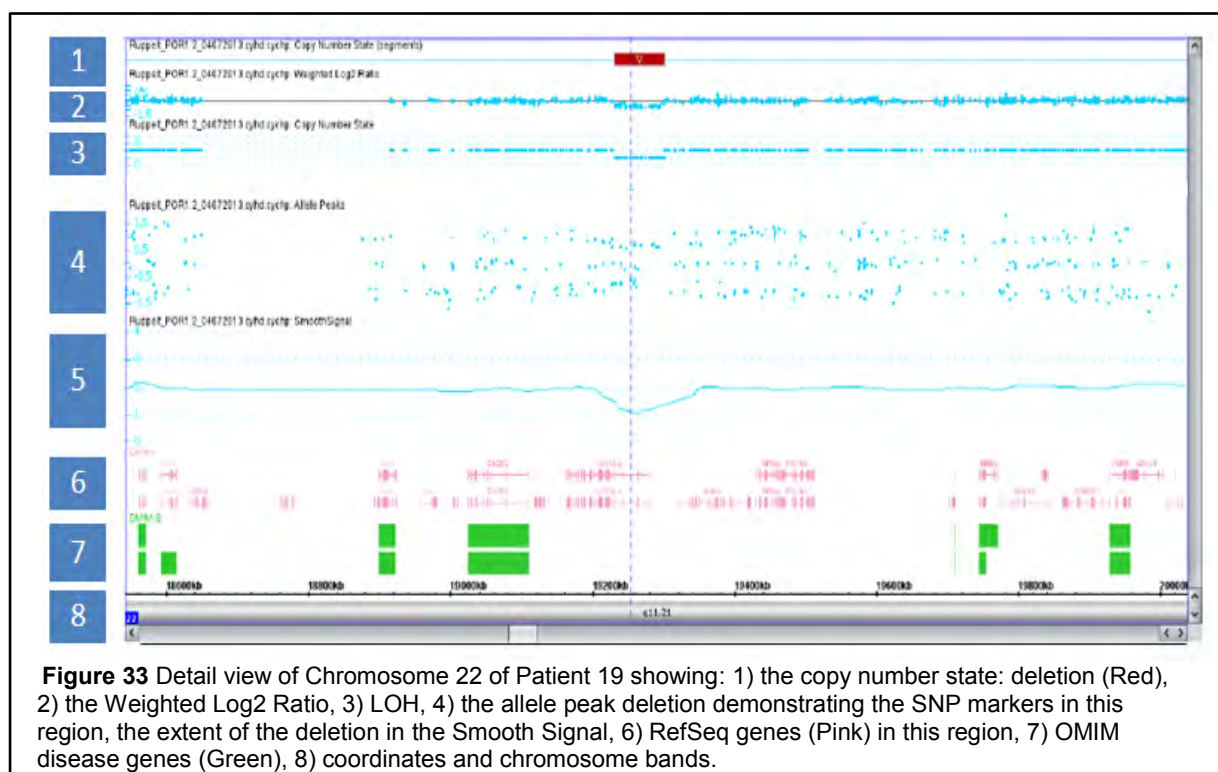 1
Ruppelt_POR1.2_04672013.cyhd.cychp: Copy Number State (segments)
2
Ruppelt_POR1.2_04672013.cyhd.cychp: Weighted Log2 Ratio
3
Ruppelt_POR1.2_04672013.cyhd.cychp: Copy Number State
4
Ruppelt_POR1.2_04672013.cyhd.cychp: Allele Peaks
5
Ruppelt_POR1.2_04672013.cyhd.cychp: SmoothSignal
6
7
18600kb 18800kb 19000kb 19200kb 19400kb 19600kb 19800kb
8
q11.21
22
Figure 33 Detail view of Chromosome 22 of Patient 19 showing: 1) the copy number state: deletion (Red),
2) the Weighted Log2 Ratio, 3) LOH, 4) the allele peak deletion demonstrating the SNP markers in this
region, the extent of the deletion in the Smooth Signal, 6) RefSeq genes (Pink) in this region, 7) OMIM
disease genes (Green), 8) coordinates and chromosome bands.